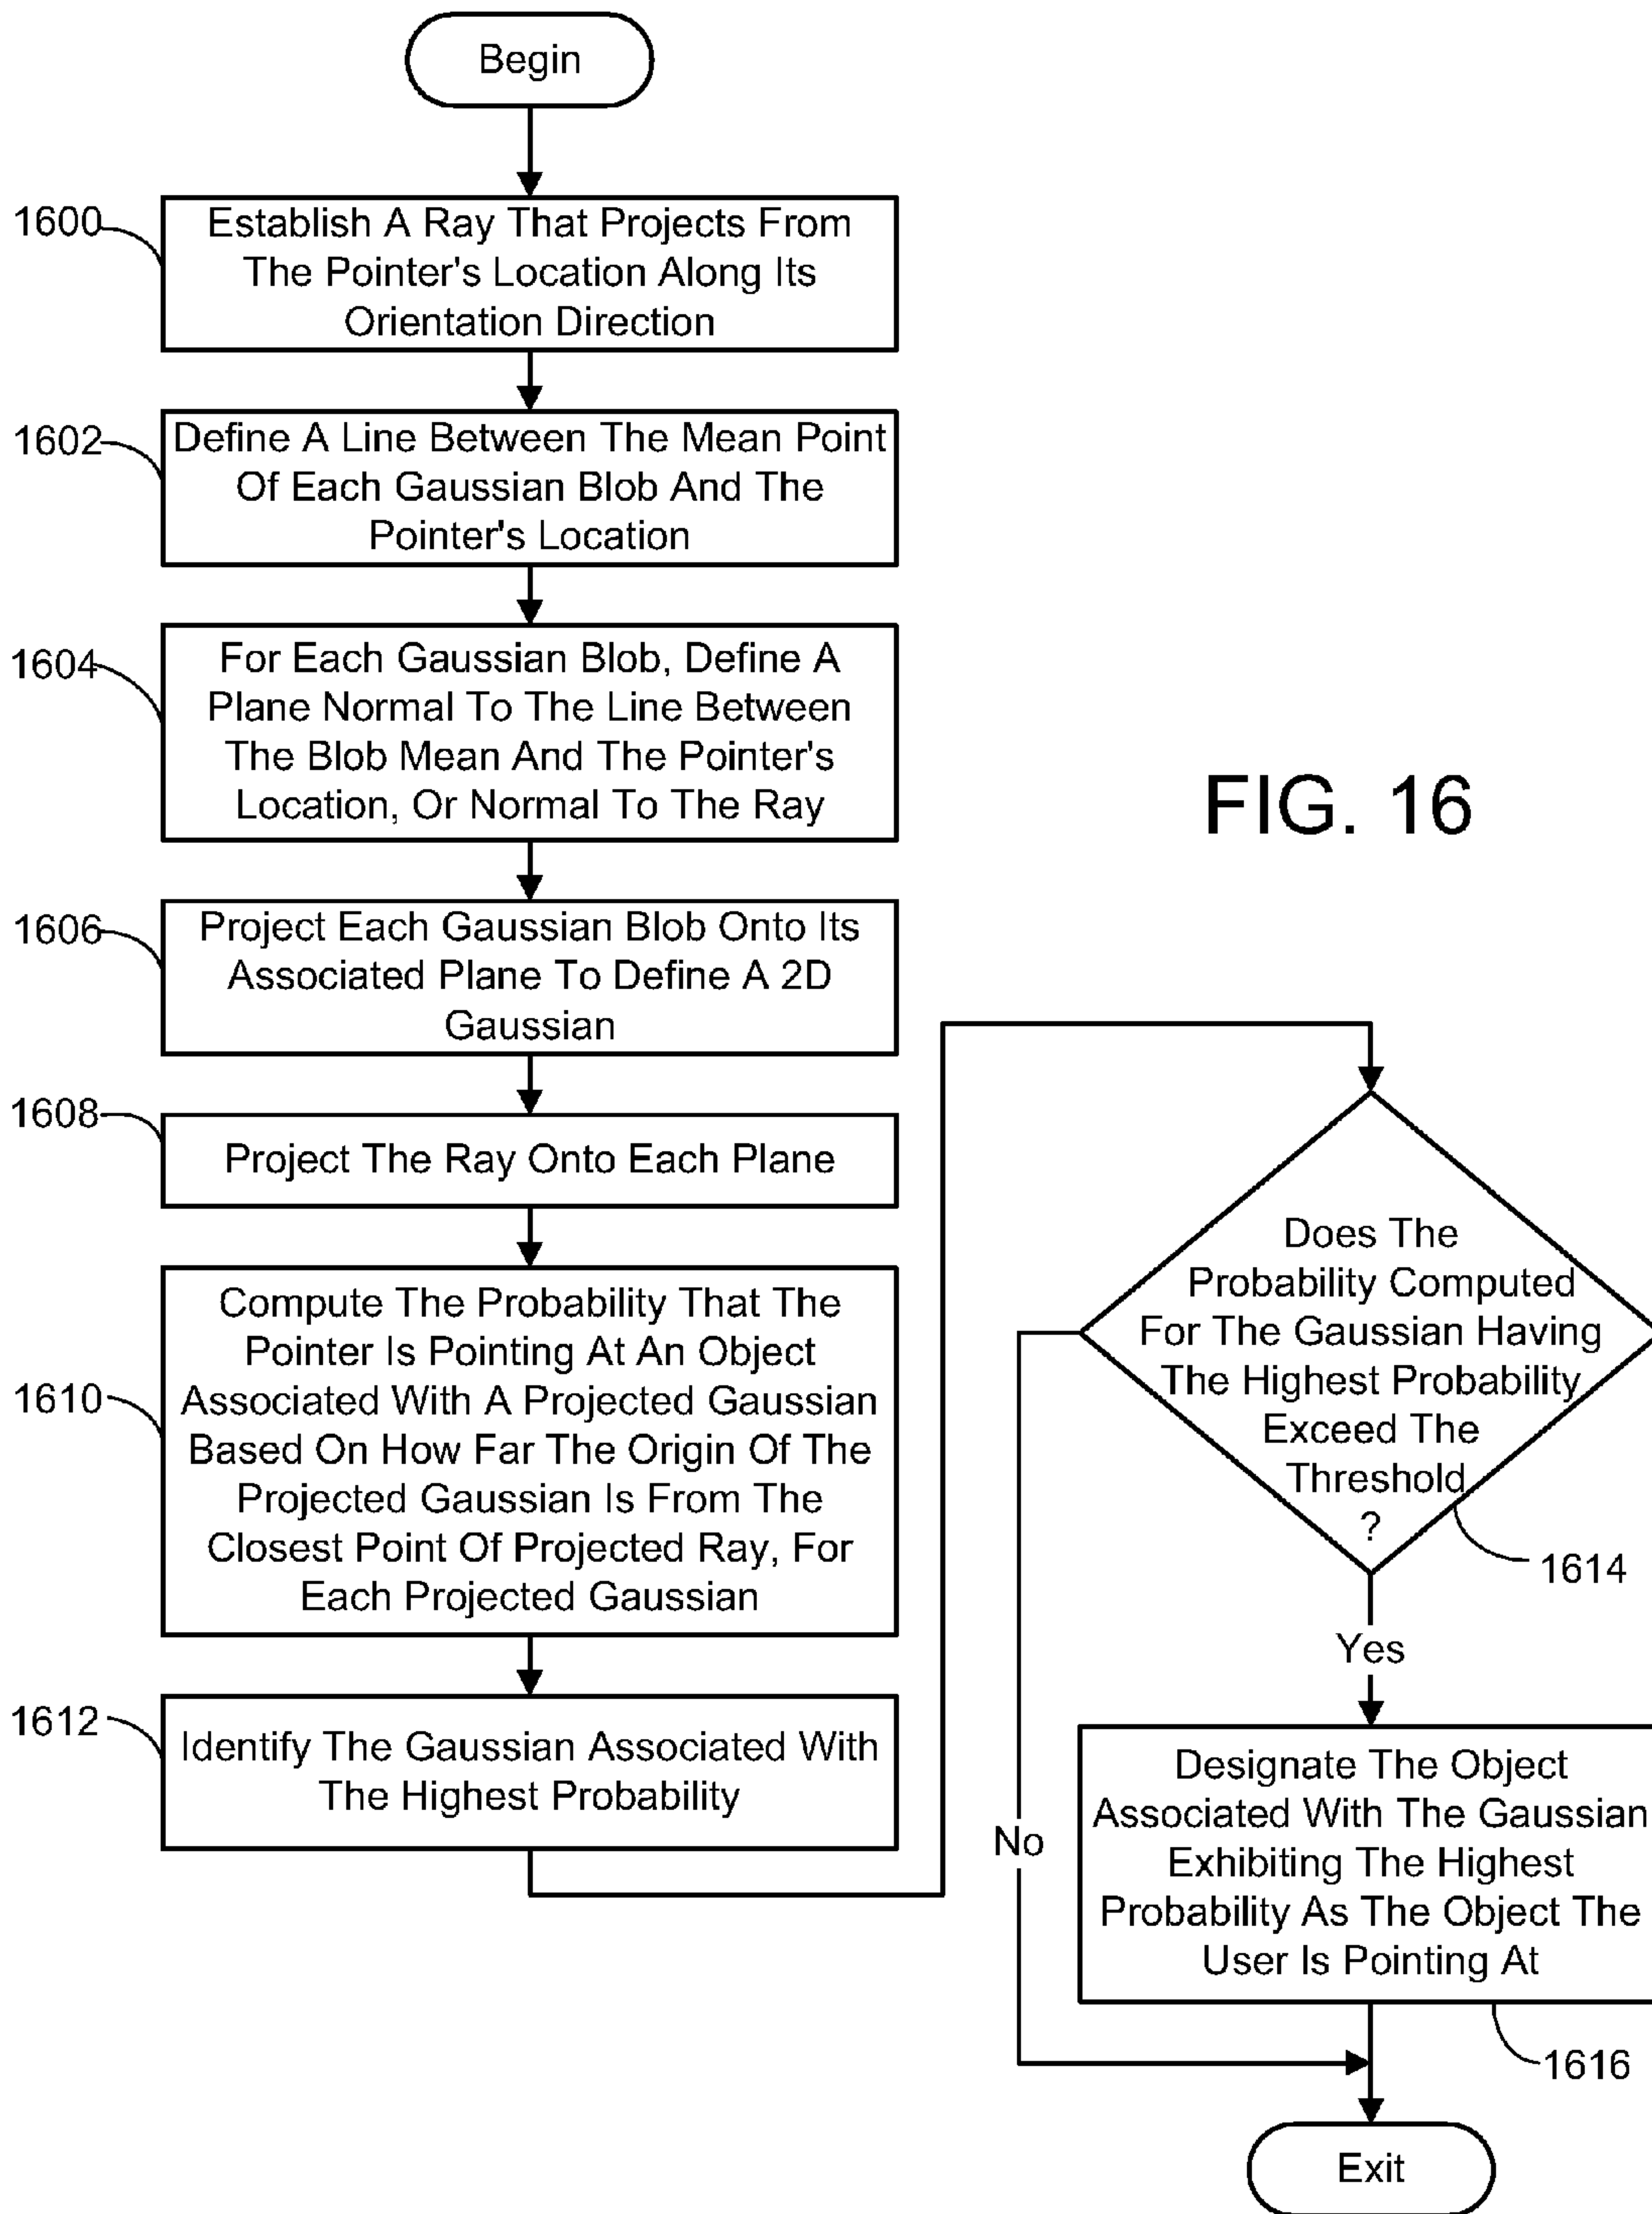 Begin
1600
Establish A Ray That Projects From
The Pointer's Location Along Its
Orientation Direction
1602
Define A Line Between The Mean Point
Of Each Gaussian Blob And The
Pointer's Location
1604
For Each Gaussian Blob, Define A
Plane Normal To The Line Between
The Blob Mean And The Pointer's
Location, Or Normal To The Ray
FIG. 16
1606
Project Each Gaussian Blob Onto Its
Associated Plane To Define A 2D
Gaussian
1608
Project The Ray Onto Each Plane
1610
Compute The Probability That The
Pointer Is Pointing At An Object
Associated With A Projected Gaussian
Based On How Far The Origin Of The
Projected Gaussian Is From The
Closest Point Of Projected Ray, For
Each Projected Gaussian
1612
Identify The Gaussian Associated With
The Highest Probability
Does The
Probability Computed
For The Gaussian Having
The Highest Probability
Exceed The
Threshold
?
1614
Yes
No
Designate The Object
Associated With The Gaussian
Exhibiting The Highest
Probability As The Object The
User Is Pointing At
1616
Exit